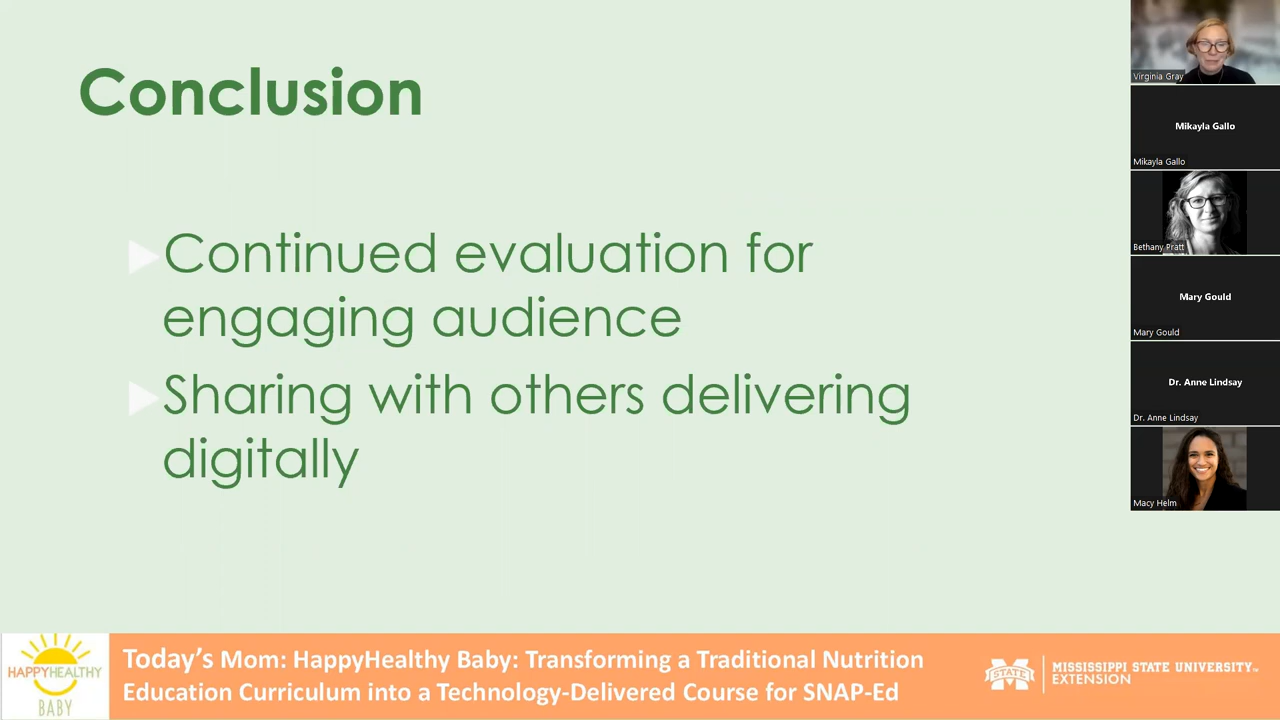 Conclusion
Continued evaluation for
engaging audience
Sharing with others delivering
digitally
Virginia Gray
Mikayla Gallo
Mikayla Gallo
Bethany Pratt
Mary Gould
Mary Gould
Dr. Anne Lindsay
Dr. Anne Lindsay
Macy Helm
HAPPYHEALTHY
BABY
Today's Mom: HappyHealthy Baby: Transforming a Traditional Nutrition
Education Curriculum into a Technology-Delivered Course for SNAP-Ed
STATE
MISSISSIPPI STATE UNIVERSITY™
EXTENSION